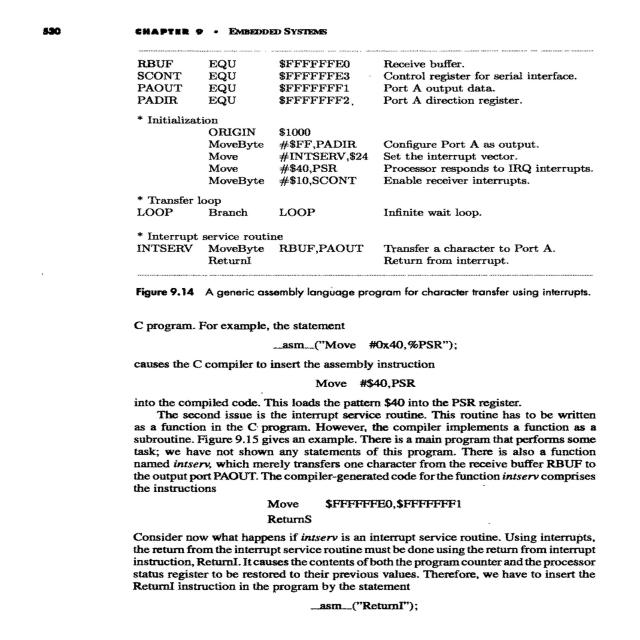 530 CHAPTER 9 • EMBEDDED SYSTEMS
RBUF EQU $FFFFFFE0 Receive buffer.
SCONT EQU $FFFFFFE3 Control register for serial interface.
PAOUT EQU $FFFFFFF1 Port A output data.
PADIR EQU $FFFFFFF2 Port A direction register.
* Initialization
ORIGIN $1000
MoveByte #$FF,PADIR Configure Port A as output.
Move #INTSERV,$24 Set the interrupt vector.
Move #$40,PSR Processor responds to IRQ interrupts.
MoveByte #$10,SCONT Enable receiver interrupts.
* Transfer loop
LOOP Branch LOOP Infinite wait loop.
* Interrupt service routine
INTSERV MoveByte RBUF,PAOUT Transfer a character to Port A.
ReturnI Return from interrupt.
Figure 9.14 A generic assembly language program for character transfer using interrupts.
C program. For example, the statement
__asm__("Move #0x40,%PSR");
causes the C compiler to insert the assembly instruction
Move #$40,PSR
into the compiled code. This loads the pattern $40 into the PSR register.
The second issue is the interrupt service routine. This routine has to be written
as a function in the C program. However, the compiler implements a function as a
subroutine. Figure 9.15 gives an example. There is a main program that performs some
task; we have not shown any statements of this program. There is also a function
named intserv, which merely transfers one character from the receive buffer RBUF to
the output port PAOUT. The compiler-generated code for the function intserv comprises
the instructions
Move $FFFFFFE0,$FFFFFFF1
ReturnS
Consider now what happens if intserv is an interrupt service routine. Using interrupts,
the return from the interrupt service routine must be done using the return from interrupt
instruction, ReturnI. It causes the contents of both the program counter and the processor
status register to be restored to their previous values. Therefore, we have to insert the
ReturnI instruction in the program by the statement
__asm__("ReturnI");